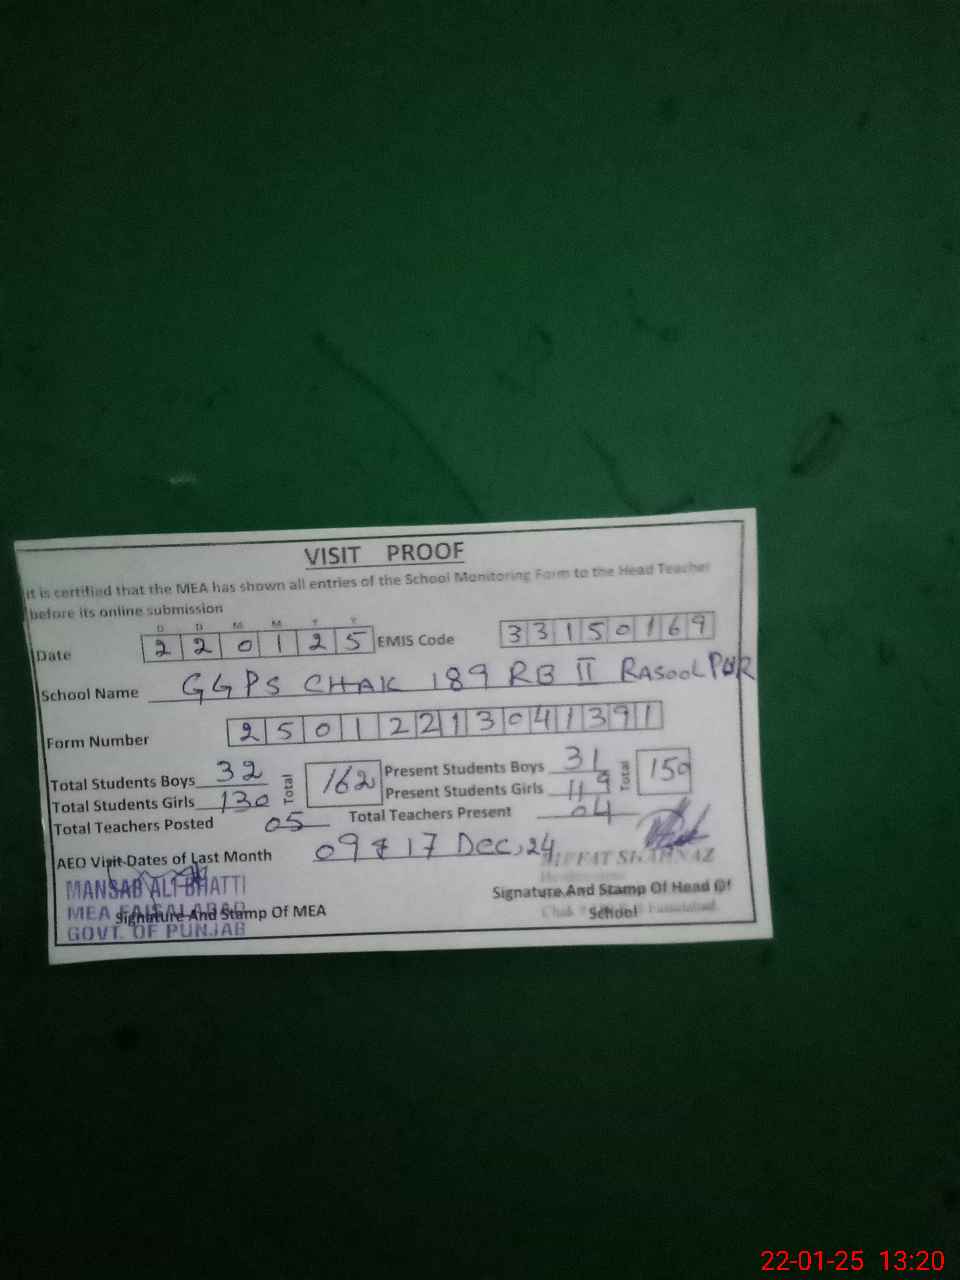 VISIT PROOF
It is certified that the MEA has shown all entries of the School Monitoring Form to the Head Teacher
before its online submission
D D M M Y Y
Date 2 2 0 1 2 5 EMIS Code 3 3 1 5 0 1 6 9
School Name GGPS CHAK 189 RB II RASOOLPUR
Form Number 2 5 0 1 2 2 1 3 0 4 1 3 9 1
Total Students Boys 32 Total 162 Present Students Boys 31 Total 150
Total Students Girls 130 Present Students Girls 119
Total Teachers Posted 05 Total Teachers Present 04
AEO Visit Dates of Last Month 09 & 17 Dec, 24
SHAHNAZ
MANSAB ALI BHATTI
Signature And Stamp Of Head Of
School
MEA FAISALABAD
Signature And Stamp Of MEA
GOVT. OF PUNJAB
22-01-25 13:20